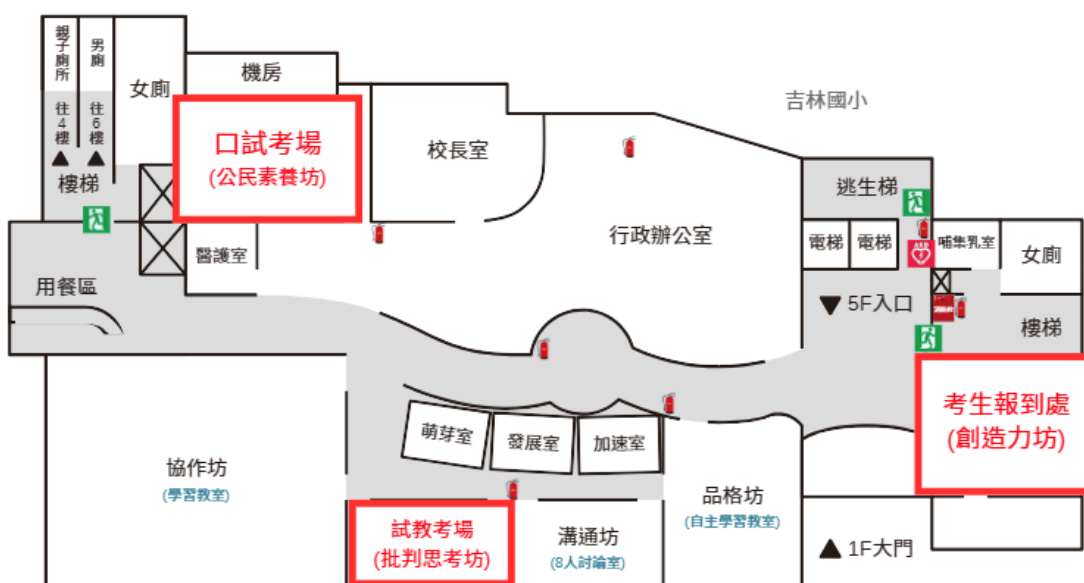 親子廁所
男廁
女廁
機房
往4樓
往6樓
樓梯
口試考場
(公民素養坊)
校長室
吉林國小
逃生梯
行政辦公室
醫護室
電梯
電梯
哺集乳室
女廁
用餐區
5F入口
樓梯
考生報到處
(創造力坊)
萌芽室
發展室
加速室
協作坊
(學習教室)
品格坊
(自主學習教室)
試教考場
(批判思考坊)
溝通坊
(8人討論室)
1F大門